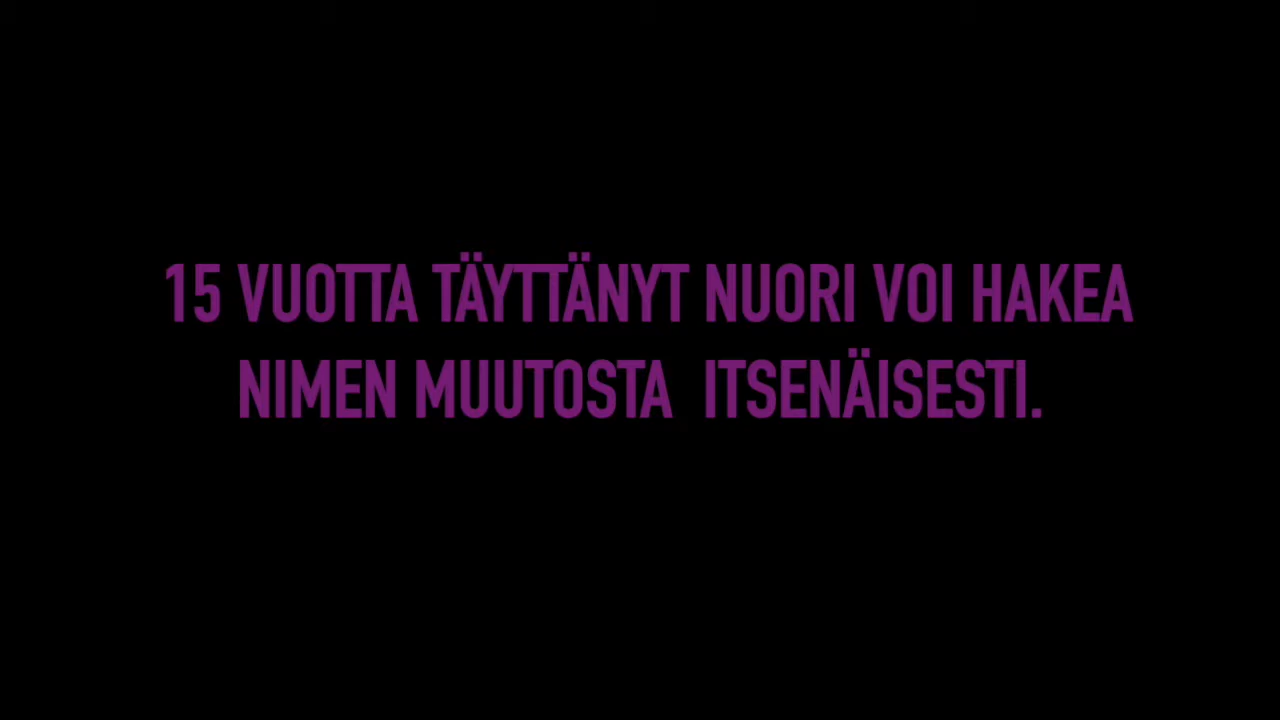 15 VUOTTA TÄYTTÄNYT NUORI VOI HAKEA
NIMEN MUUTOSTA  ITSENÄISESTI.